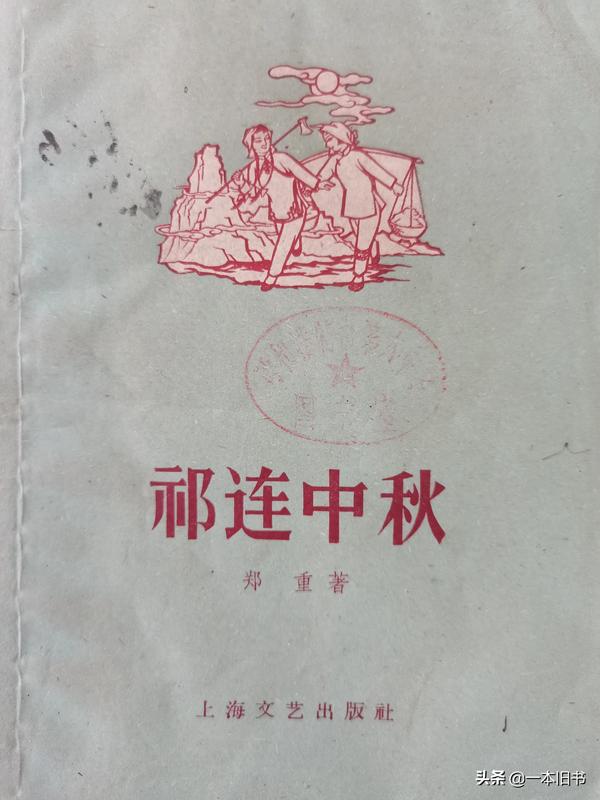 祁连中秋
郑 重 著
上海文艺出版社
头条 @一本旧书